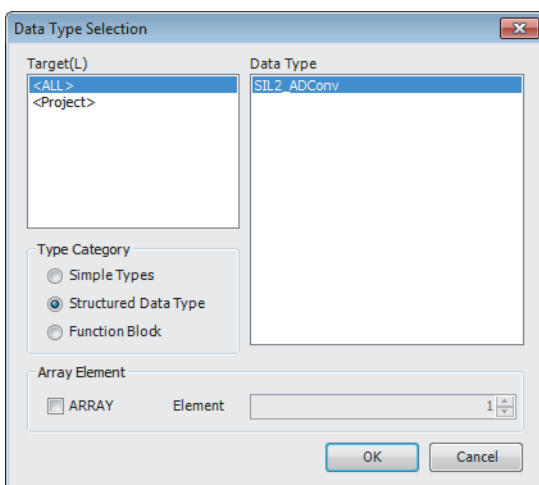 Data Type Selection
Target(L)
<ALL>
<Project>
Data Type
SIL2_ADConv
Type Category
Simple Types
Structured Data Type
Function Block
Array Element
ARRAY Element 1
OK Cancel